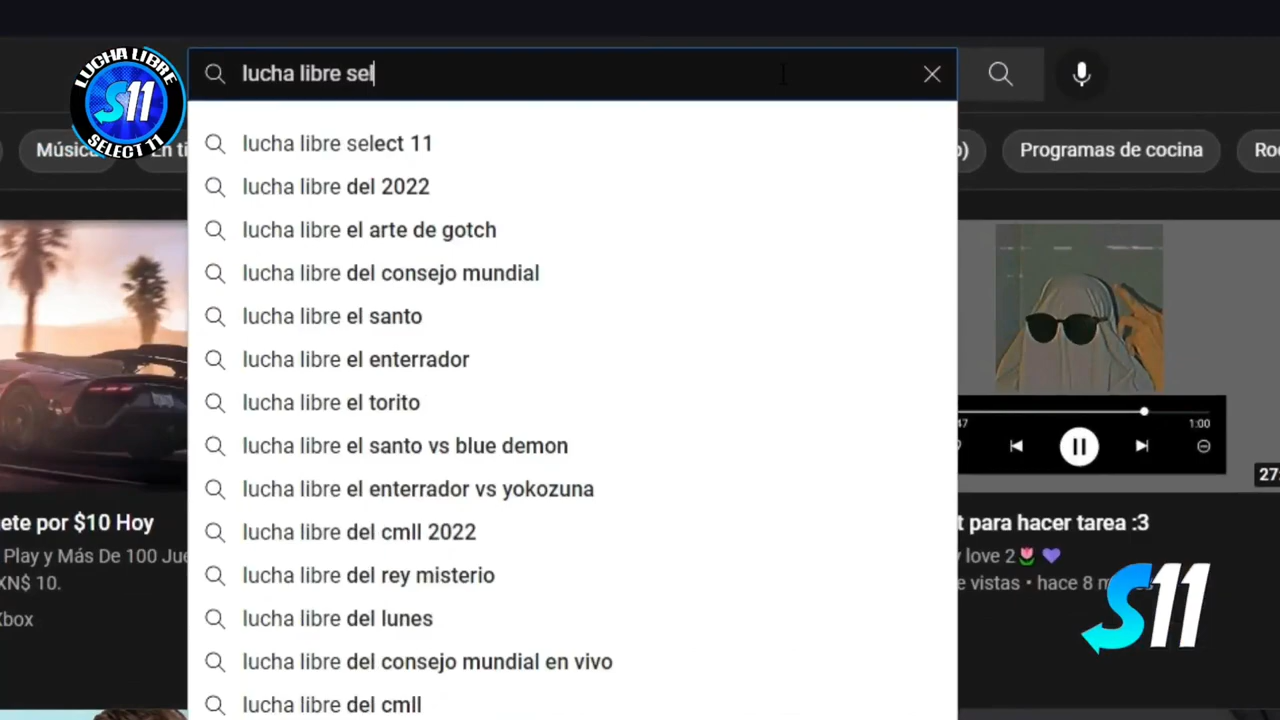 LUCHA LIBRE
S11
SELECT 11
lucha libre sel
Música
En ti
Programas de cocina
lucha libre select 11
lucha libre del 2022
lucha libre el arte de gotch
lucha libre del consejo mundial
lucha libre el santo
lucha libre el enterrador
lucha libre el torito
lucha libre el santo vs blue demon
lucha libre el enterrador vs yokozuna
lucha libre del cmll 2022
lucha libre del rey misterio
lucha libre del lunes
lucha libre del consejo mundial en vivo
lucha libre del cmll
ete por $10 Hoy
Play y Más De 100 Jue
XN$ 10.
Xbox
1:00
27:
t para hacer tarea :3
y love 2🌷💜
e vistas • hace 8 m
S11